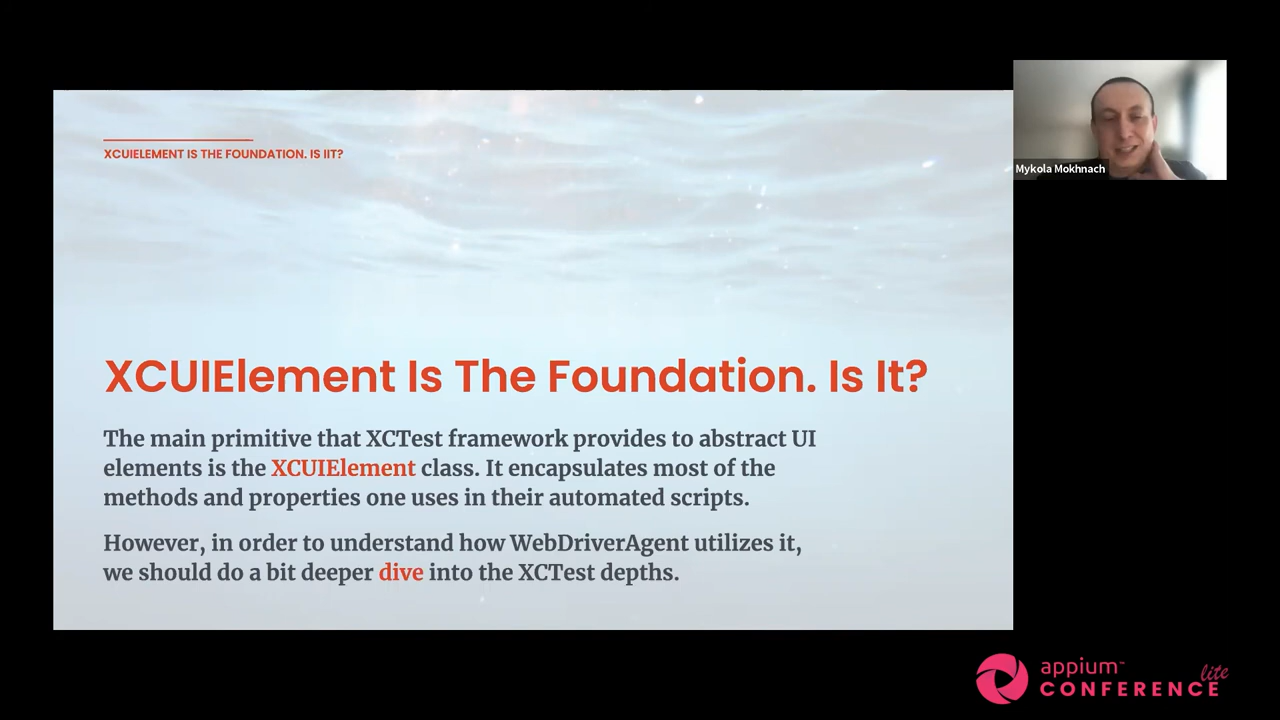 XCUIELEMENT IS THE FOUNDATION. IS IIT?
Mykola Mokhnach
XCUIElement Is The Foundation. Is It?
The main primitive that XCTest framework provides to abstract UI
elements is the XCUIElement class. It encapsulates most of the
methods and properties one uses in their automated scripts.
However, in order to understand how WebDriverAgent utilizes it,
we should do a bit deeper dive into the XCTest depths.
appium™
lite
CONFERENCE